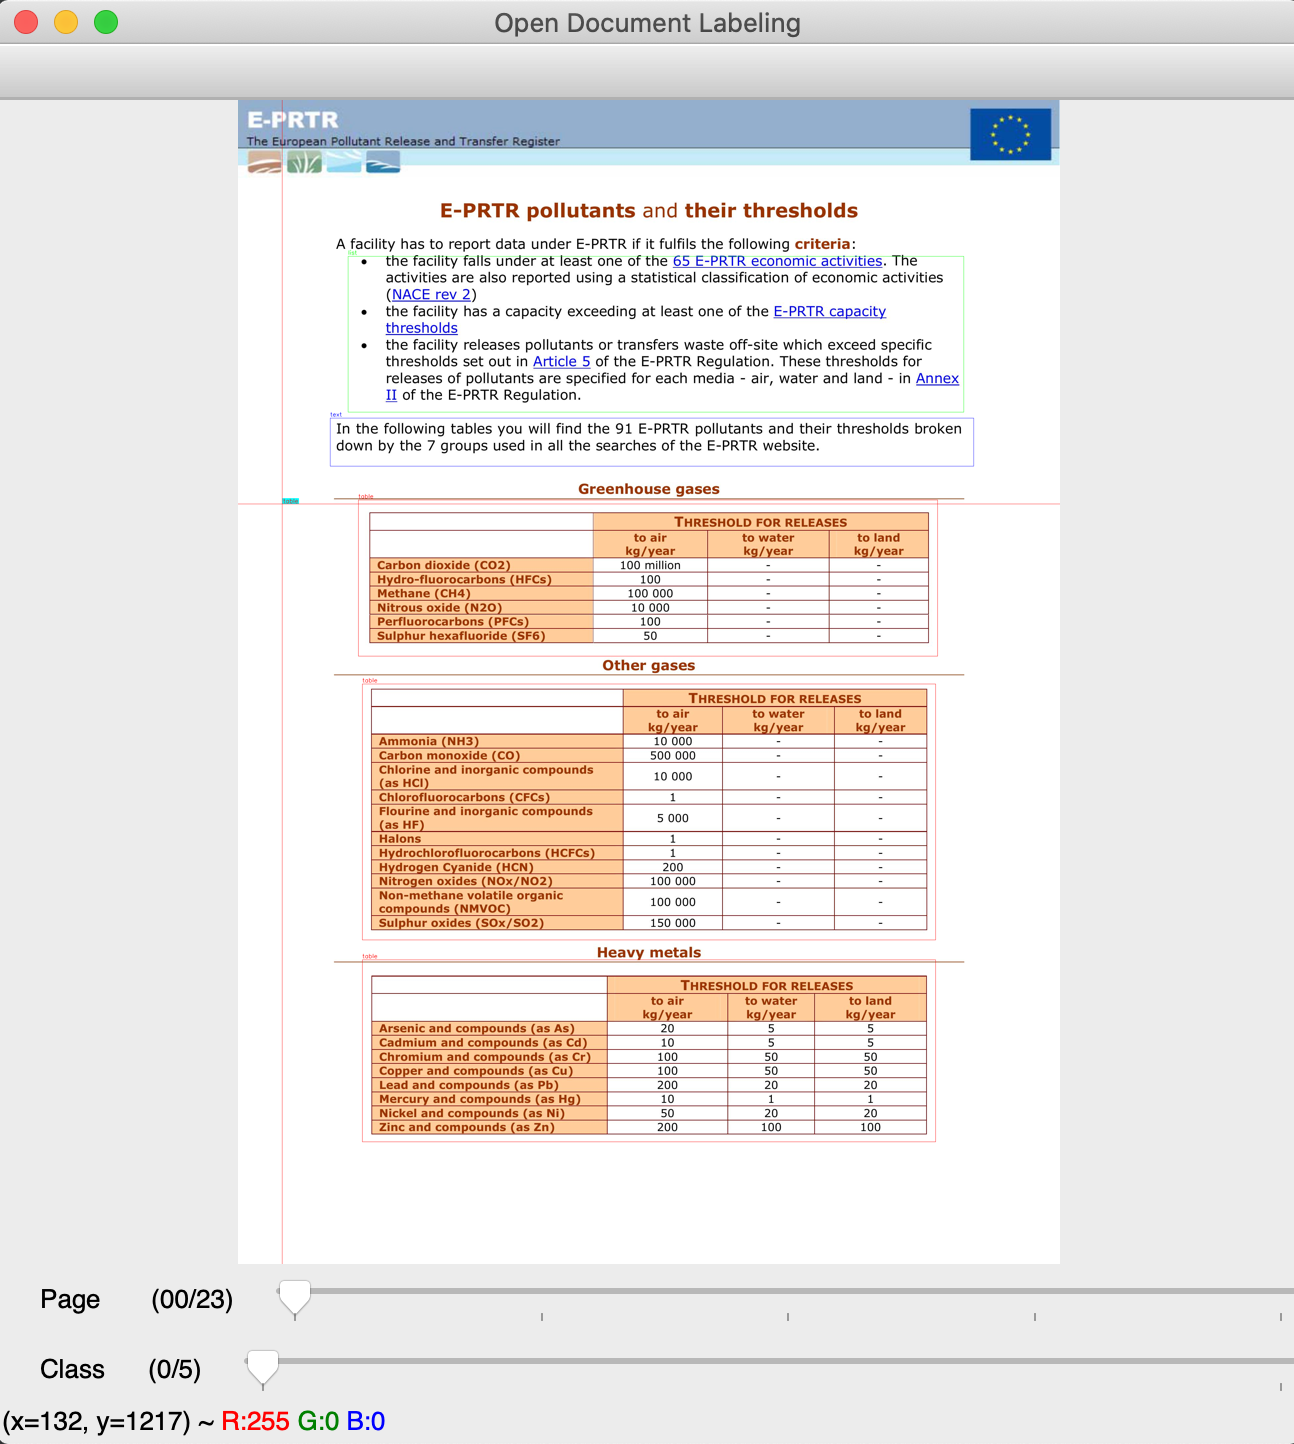 Open Document Labeling
E-PRTR
The European Pollutant Release and Transfer Register
E-PRTR pollutants and their thresholds
A facility has to report data under E-PRTR if it fulfils the following criteria:
list
• the facility falls under at least one of the 65 E-PRTR economic activities. The
activities are also reported using a statistical classification of economic activities
(NACE rev 2)
• the facility has a capacity exceeding at least one of the E-PRTR capacity
thresholds
• the facility releases pollutants or transfers waste off-site which exceed specific
thresholds set out in Article 5 of the E-PRTR Regulation. These thresholds for
releases of pollutants are specified for each media - air, water and land - in Annex
II of the E-PRTR Regulation.
text
In the following tables you will find the 91 E-PRTR pollutants and their thresholds broken
down by the 7 groups used in all the searches of the E-PRTR website.
Greenhouse gases
table
table
THRESHOLD FOR RELEASES
to air kg/year to water kg/year to land kg/year
Carbon dioxide (CO2) 100 million - -
Hydro-fluorocarbons (HFCs) 100 - -
Methane (CH4) 100 000 - -
Nitrous oxide (N2O) 10 000 - -
Perfluorocarbons (PFCs) 100 - -
Sulphur hexafluoride (SF6) 50 - -
Other gases
table
THRESHOLD FOR RELEASES
to air kg/year to water kg/year to land kg/year
Ammonia (NH3) 10 000 - -
Carbon monoxide (CO) 500 000 - -
Chlorine and inorganic compounds (as HCl) 10 000 - -
Chlorofluorocarbons (CFCs) 1 - -
Flourine and inorganic compounds (as HF) 5 000 - -
Halons 1 - -
Hydrochlorofluorocarbons (HCFCs) 1 - -
Hydrogen Cyanide (HCN) 200 - -
Nitrogen oxides (NOx/NO2) 100 000 - -
Non-methane volatile organic compounds (NMVOC) 100 000 - -
Sulphur oxides (SOx/SO2) 150 000 - -
Heavy metals
table
THRESHOLD FOR RELEASES
to air kg/year to water kg/year to land kg/year
Arsenic and compounds (as As) 20 5 5
Cadmium and compounds (as Cd) 10 5 5
Chromium and compounds (as Cr) 100 50 50
Copper and compounds (as Cu) 100 50 50
Lead and compounds (as Pb) 200 20 20
Mercury and compounds (as Hg) 10 1 1
Nickel and compounds (as Ni) 50 20 20
Zinc and compounds (as Zn) 200 100 100
Page (00/23)
Class (0/5)
(x=132, y=1217) ~ R:255 G:0 B:0